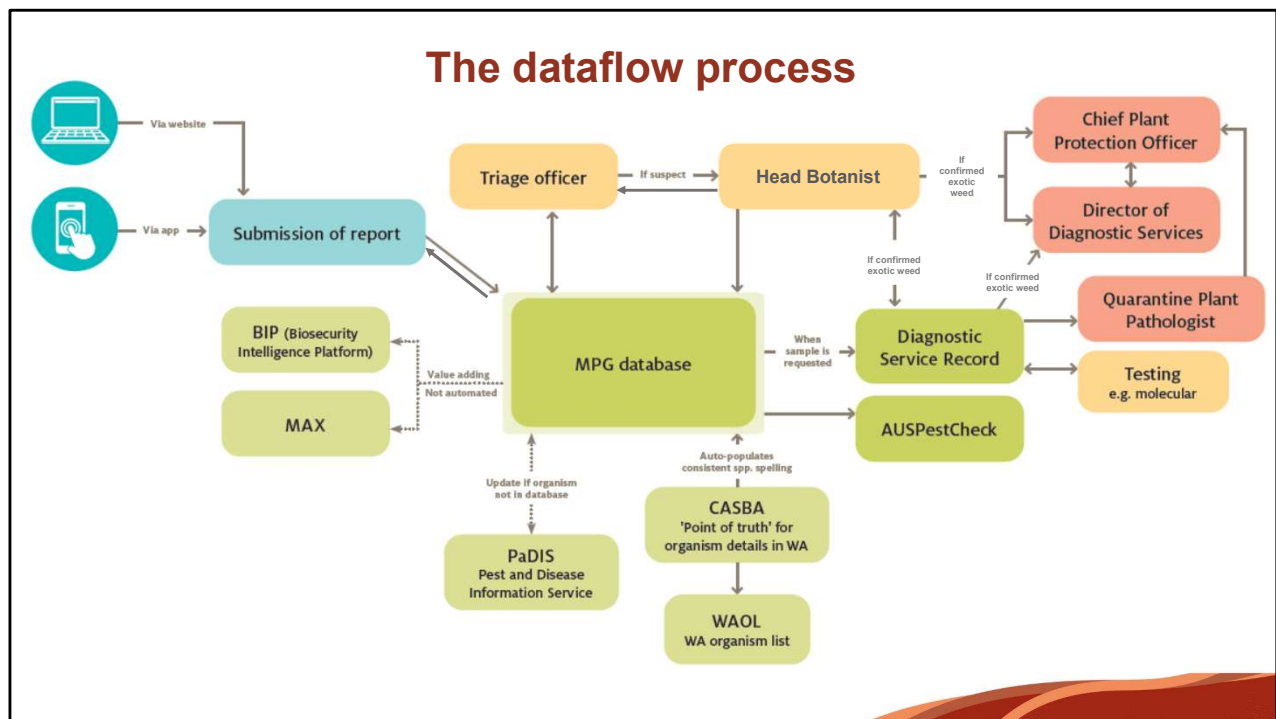 The dataflow process
Via website
Via app
Submission of report
Triage officer
If suspect
Head Botanist
If
confirmed
exotic
weed
Chief Plant
Protection Officer
Director of
Diagnostic Services
If confirmed
exotic weed
If confirmed
exotic weed
Quarantine Plant
Pathologist
BIP (Biosecurity
Intelligence Platform)
Value adding
Not automated
MAX
MPG database
When
sample is
requested
Diagnostic
Service Record
Testing
e.g. molecular
AUSPestCheck
Update if organism
not in database
Auto-populates
consistent spp. spelling
PaDIS
Pest and Disease
Information Service
CASBA
'Point of truth' for
organism details in WA
WAOL
WA organism list